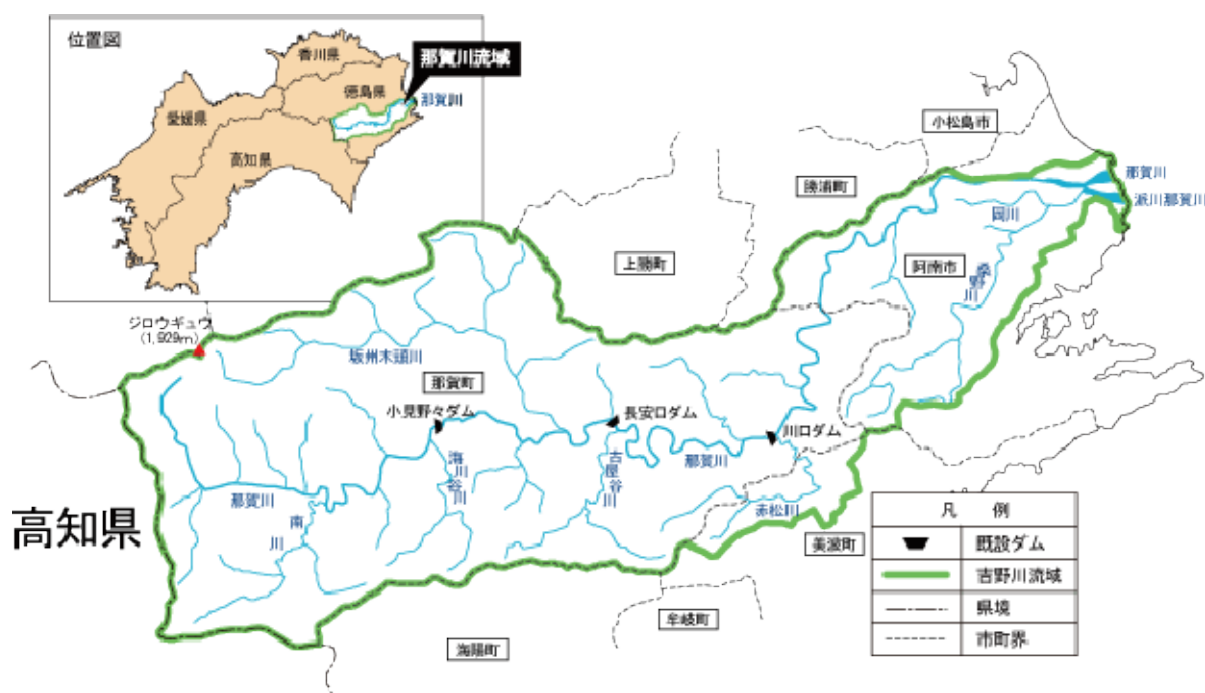 位置図
香川県
那賀川流域
徳島県
那賀川
愛媛県
高知県
小松島市
那賀川
派川那賀川
勝浦町
岡川
上勝町
阿南市
桑野川
ジロウギュウ
(1,929m)
坂州木頭川
那賀町
小見野々ダム
長安口ダム
川口ダム
海川谷川
古屋谷川
那賀川
那賀川
南川
赤松川
高知県
美波町
牟岐町
海陽町
凡 例
既設ダム
吉野川流域
県境
市町界